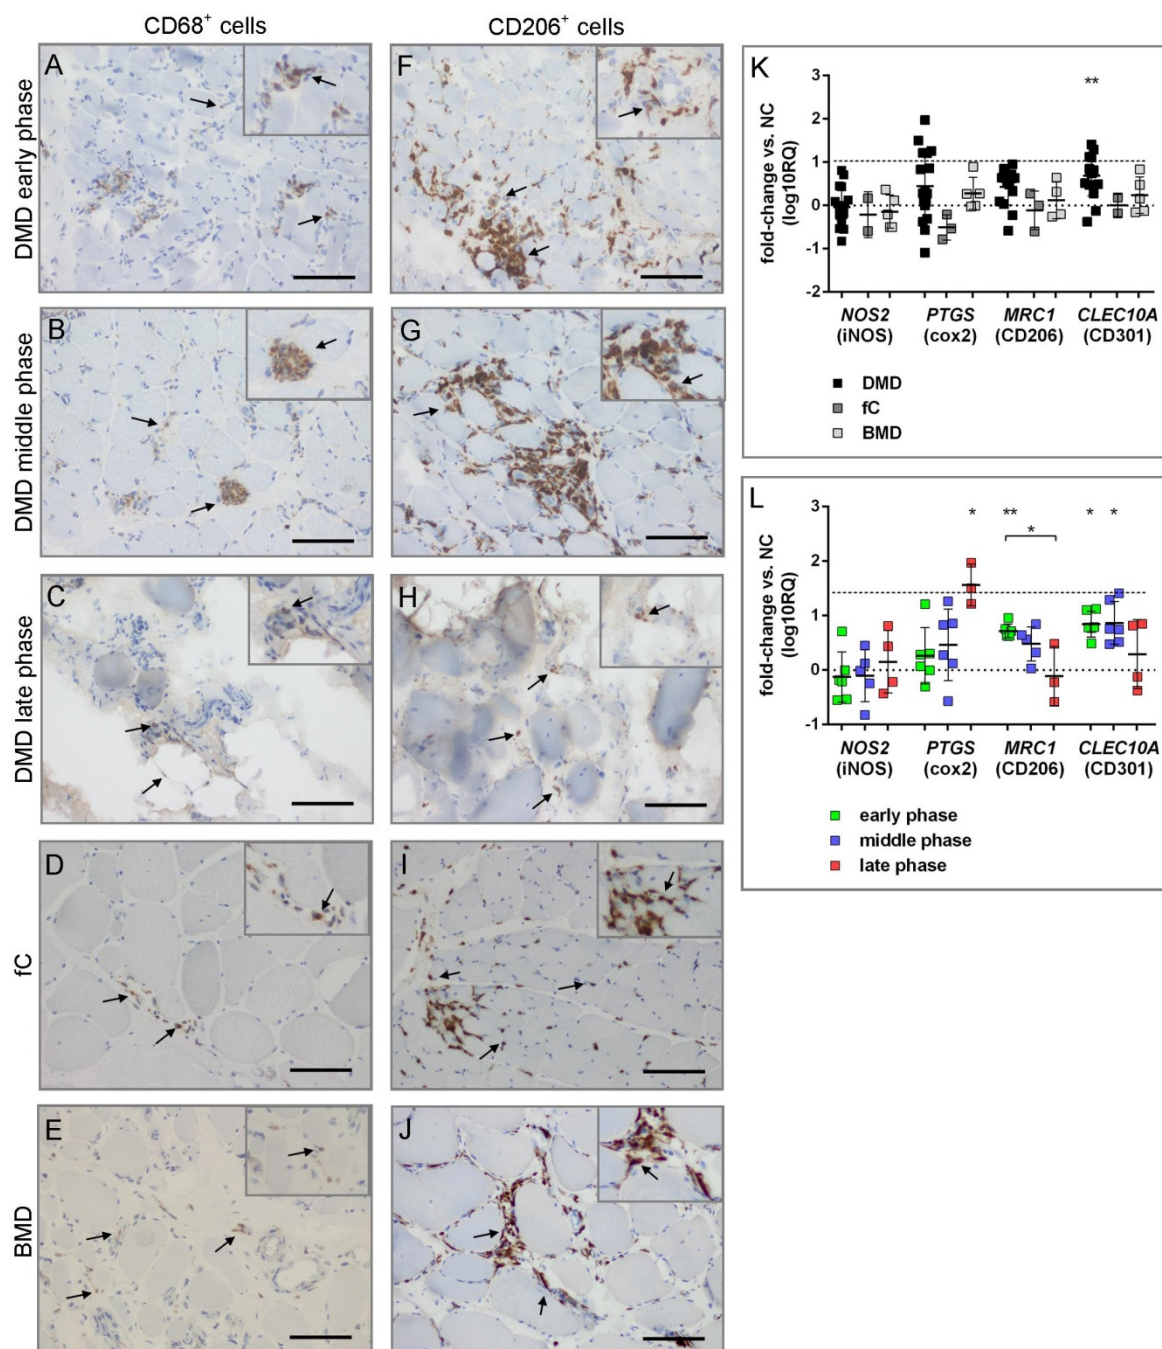 CD68+ cells
CD206+ cells
DMD early phase
A
F
DMD middle phase
B
G
DMD late phase
C
H
fC
D
I
BMD
E
J
K
fold-change vs. NC
(log10RQ)
3
2
1
0
-1
-2
**
NOS2 PTGS MRC1 CLEC10A
(iNOS) (cox2) (CD206) (CD301)
DMD
fC
BMD
L
fold-change vs. NC
(log10RQ)
3
2
1
0
-1
* ** * * *
NOS2 PTGS MRC1 CLEC10A
(iNOS) (cox2) (CD206) (CD301)
early phase
middle phase
late phase